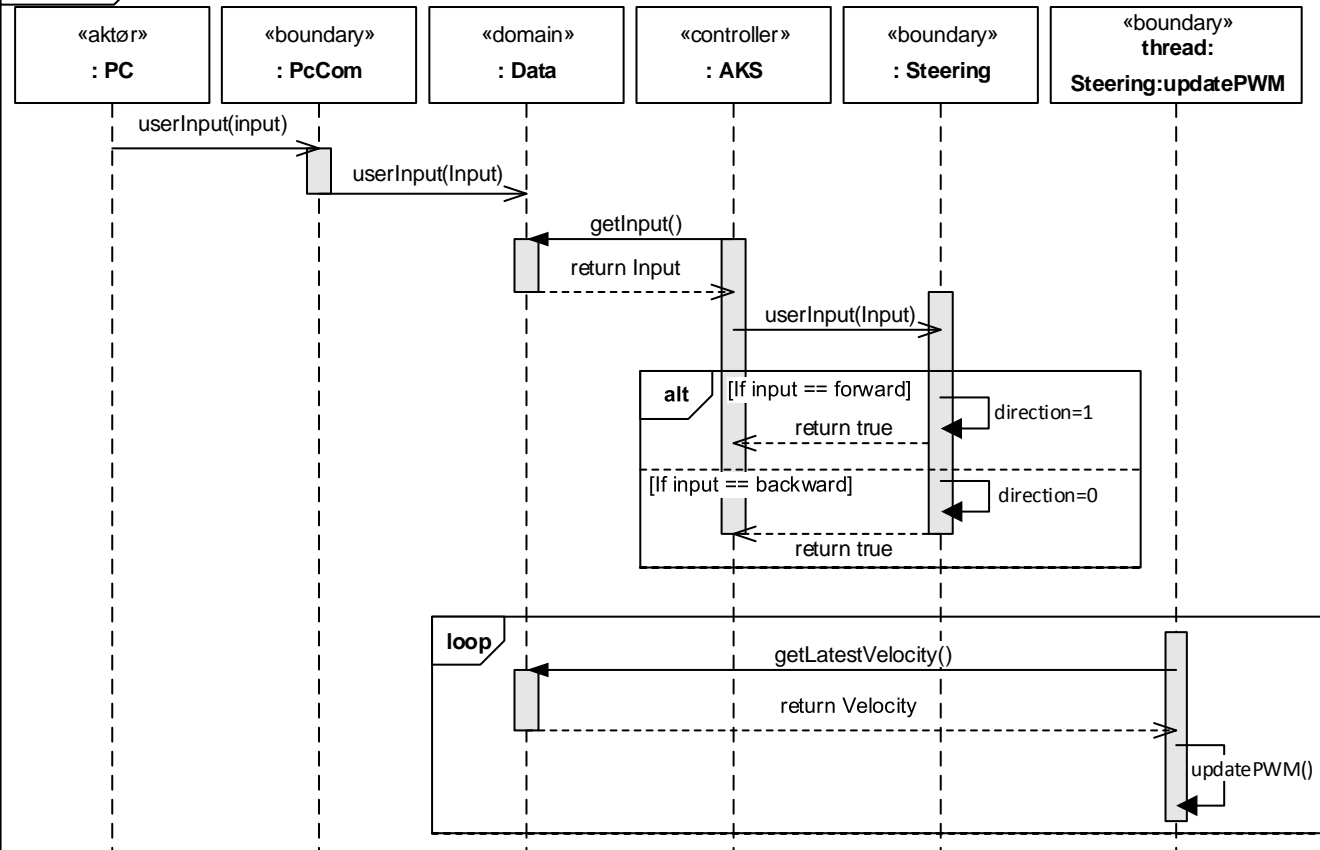 «aktør»
: PC
«boundary»
: PcCom
«domain»
: Data
«controller»
: AKS
«boundary»
: Steering
«boundary»
thread:
Steering:updatePWM
userInput(input)
userInput(Input)
getInput()
return Input
userInput(Input)
alt
[If input == forward]
direction=1
return true
[If input == backward]
direction=0
return true
loop
getLatestVelocity()
return Velocity
updatePWM()